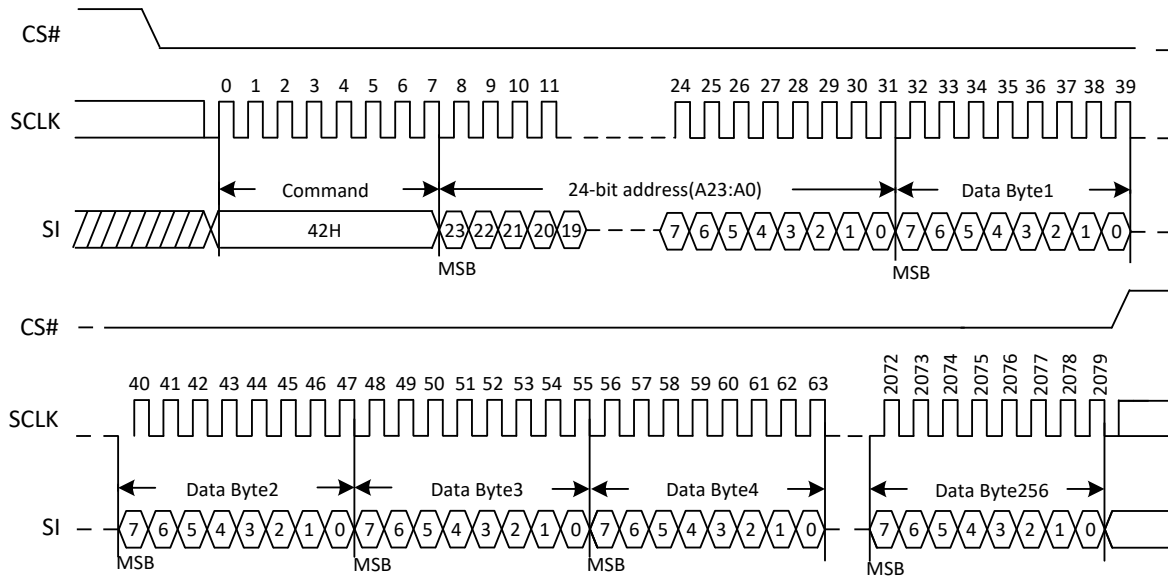 CS#
0 1 2 3 4 5 6 7 8 9 10 11 24 25 26 27 28 29 30 31 32 33 34 35 36 37 38 39
SCLK
Command 24-bit address(A23:A0) Data Byte1
SI 42H 23 22 21 20 19 7 6 5 4 3 2 1 0 7 6 5 4 3 2 1 0
MSB MSB
CS#
40 41 42 43 44 45 46 47 48 49 50 51 52 53 54 55 56 57 58 59 60 61 62 63 2072 2073 2074 2075 2076 2077 2078 2079
SCLK
Data Byte2 Data Byte3 Data Byte4 Data Byte256
SI 7 6 5 4 3 2 1 0 7 6 5 4 3 2 1 0 7 6 5 4 3 2 1 0 7 6 5 4 3 2 1 0
MSB MSB MSB MSB